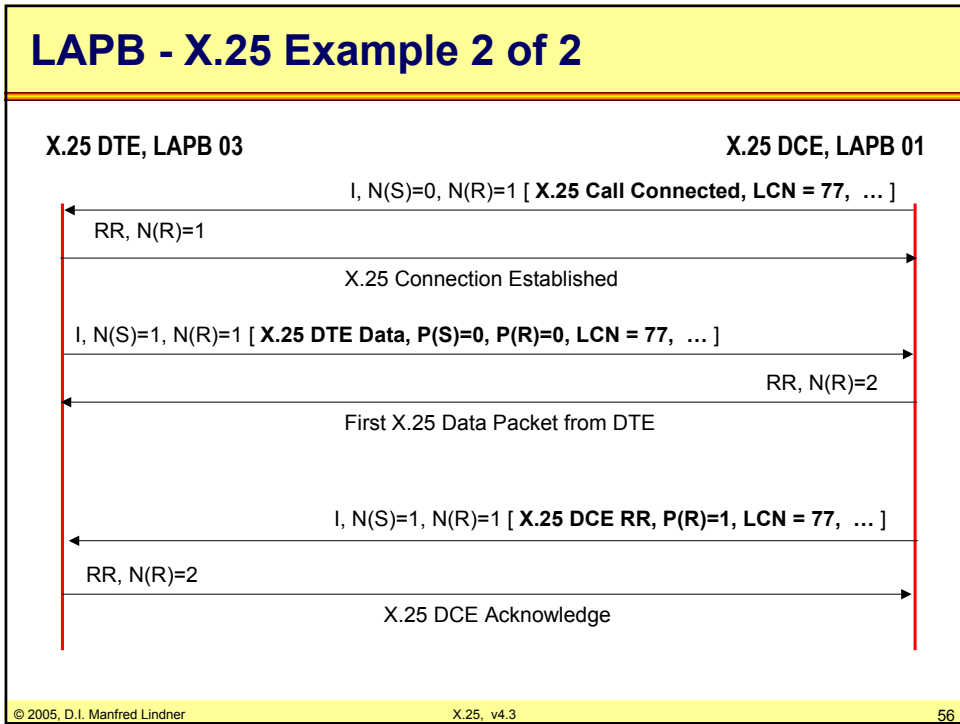 LAPB - X.25 Example 2 of 2
X.25 DTE, LAPB 03
X.25 DCE, LAPB 01
I, N(S)=0, N(R)=1 [ X.25 Call Connected, LCN = 77, … ]
RR, N(R)=1
X.25 Connection Established
I, N(S)=1, N(R)=1 [ X.25 DTE Data, P(S)=0, P(R)=0, LCN = 77, … ]
RR, N(R)=2
First X.25 Data Packet from DTE
I, N(S)=1, N(R)=1 [ X.25 DCE RR, P(R)=1, LCN = 77, … ]
RR, N(R)=2
X.25 DCE Acknowledge
© 2005, D.I. Manfred Lindner
X.25, v4.3
56